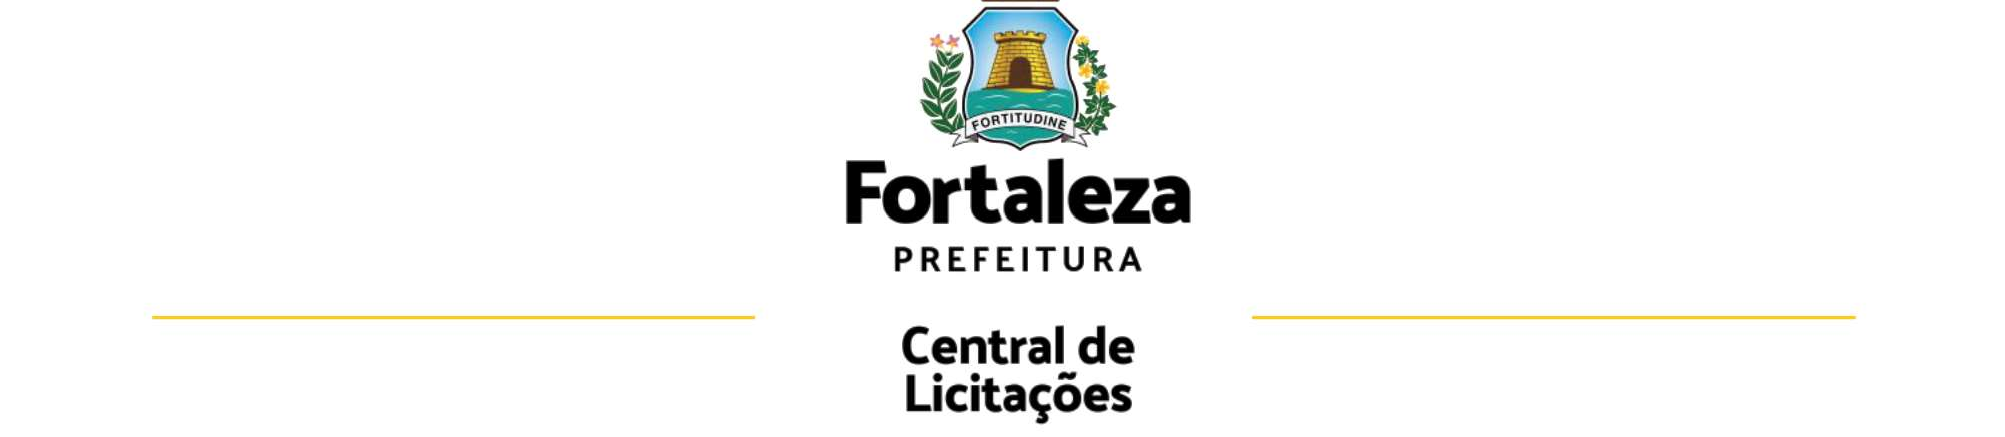 FORTITUDINE
Fortaleza
PREFEITURA
Central de
Licitações